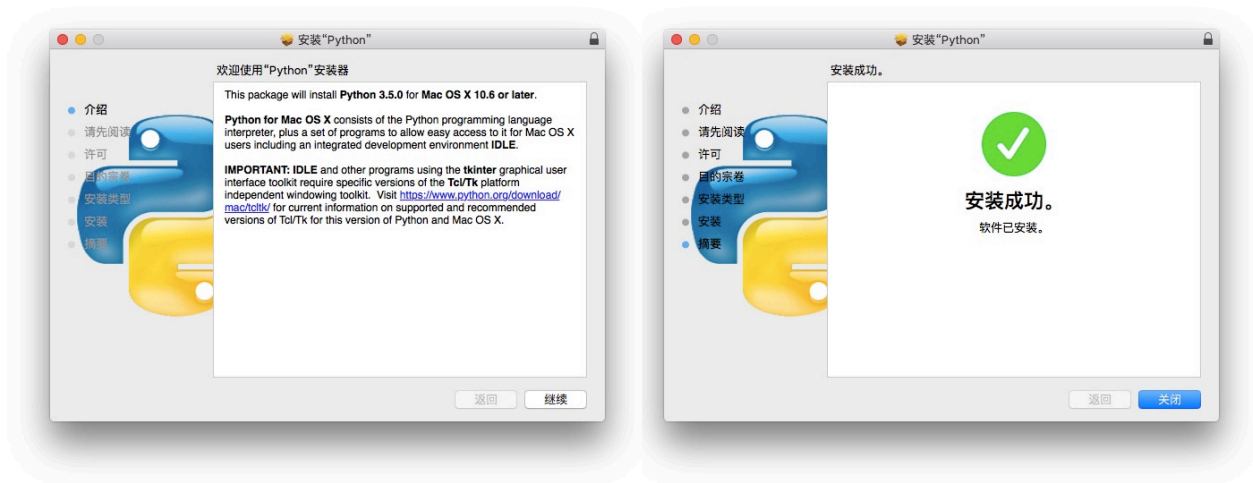 安装“Python”
欢迎使用“Python”安装器
介绍
请先阅读
许可
目的宗卷
安装类型
安装
摘要
This package will install Python 3.5.0 for Mac OS X 10.6 or later.
Python for Mac OS X consists of the Python programming language
interpreter, plus a set of programs to allow easy access to it for Mac OS X
users including an integrated development environment IDLE.
IMPORTANT: IDLE and other programs using the tkinter graphical user
interface toolkit require specific versions of the Tcl/Tk platform
independent windowing toolkit. Visit https://www.python.org/download/
mac/tcltk/ for current information on supported and recommended
versions of Tcl/Tk for this version of Python and Mac OS X.
返回
继续
安装“Python”
安装成功。
介绍
请先阅读
许可
目的宗卷
安装类型
安装
摘要
安装成功。
软件已安装。
返回
关闭